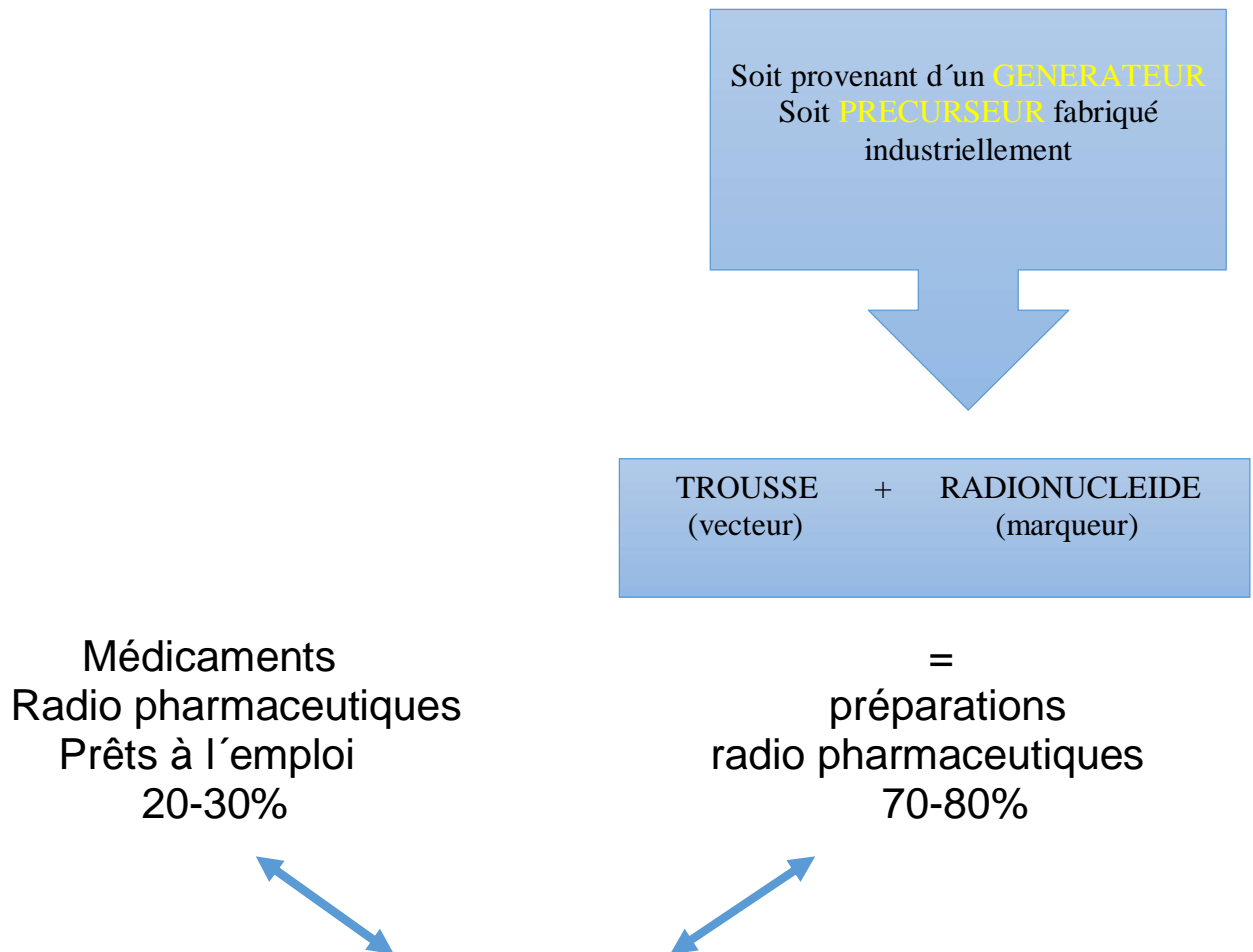 Soit provenant d´un GENERATEUR
Soit PRECURSEUR fabriqué
industriellement
TROUSSE + RADIONUCLEIDE
(vecteur) (marqueur)
Médicaments
Radio pharmaceutiques
Prêts à l´emploi
20-30%
=
préparations
radio pharmaceutiques
70-80%